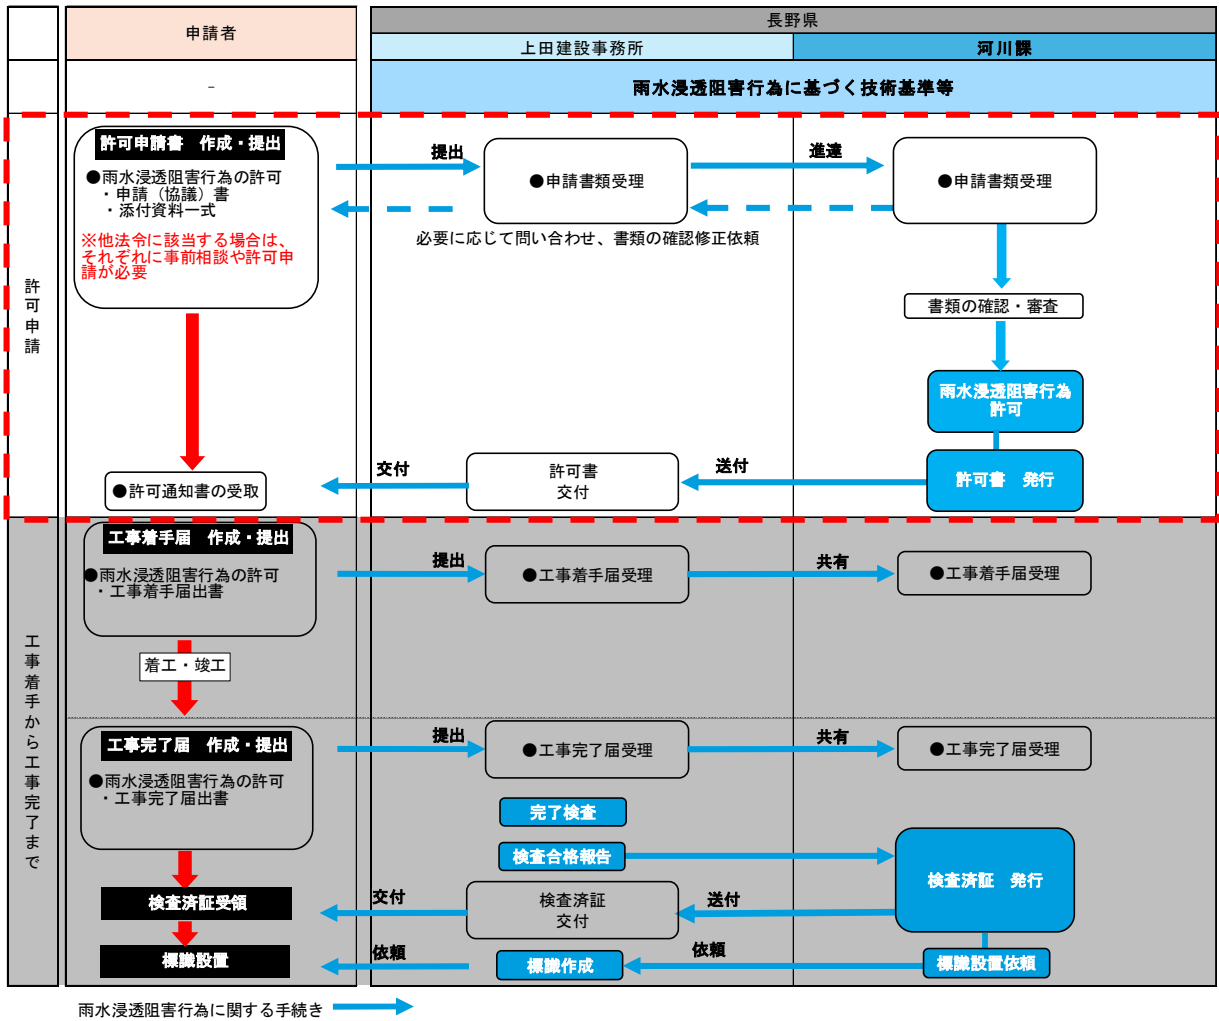 申請者
長野県
上田建設事務所
河川課
-
雨水浸透阻害行為に基づく技術基準等
許可申請
許可申請書　作成・提出
●雨水浸透阻害行為の許可
・申請（協議）書
・添付資料一式
※他法令に該当する場合は、
それぞれに事前相談や許可申
請が必要
提出
●申請書類受理
進達
●申請書類受理
必要に応じて問い合わせ、書類の確認修正依頼
書類の確認・審査
雨水浸透阻害行為
許可
許可書　発行
送付
許可書
交付
交付
●許可通知書の受取
工事着手から工事完了まで
工事着手届　作成・提出
●雨水浸透阻害行為の許可
・工事着手届出書
提出
●工事着手届受理
共有
●工事着手届受理
着工・竣工
工事完了届　作成・提出
●雨水浸透阻害行為の許可
・工事完了届出書
提出
●工事完了届受理
共有
●工事完了届受理
完了検査
検査合格報告
検査済証　発行
送付
検査済証
交付
交付
検査済証受領
標識設置依頼
依頼
標識作成
依頼
標識設置
雨水浸透阻害行為に関する手続き